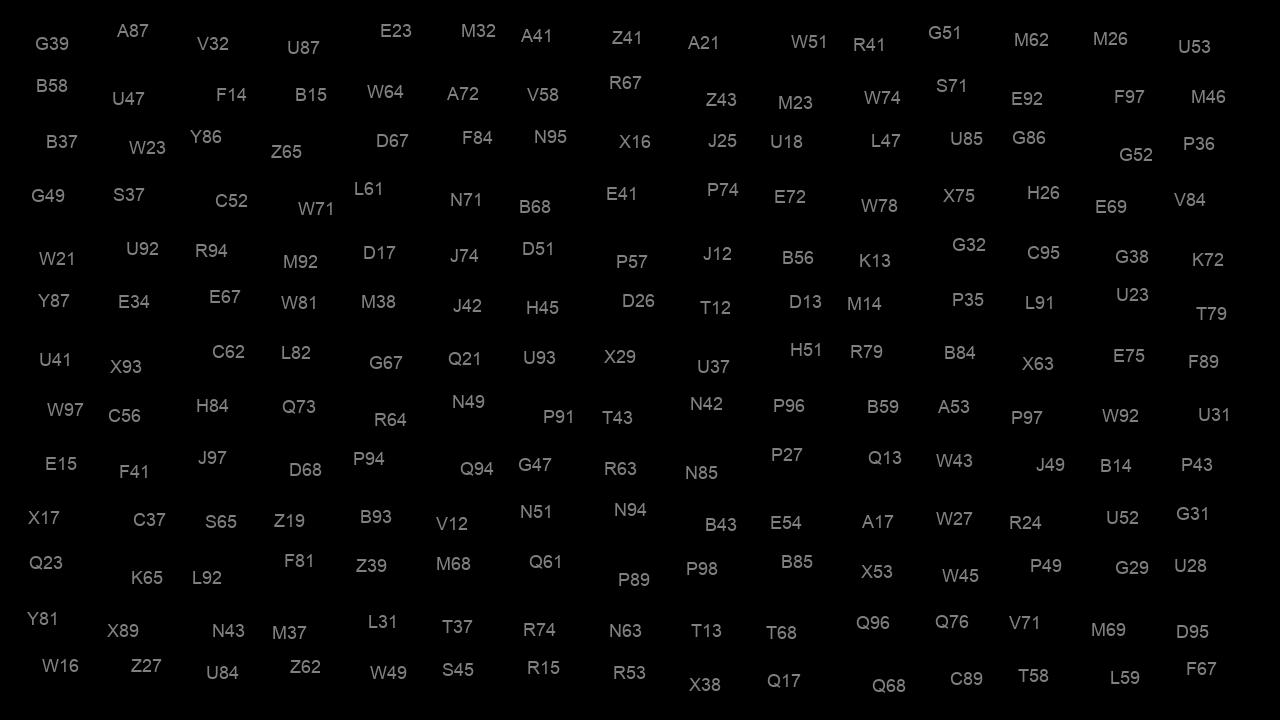 G39 A87 V32 U87 E23 M32 A41 Z41 A21 W51 R41 G51 M62 M26 U53
B58 U47 F14 B15 W64 A72 V58 R67 Z43 M23 W74 S71 E92 F97 M46
B37 W23 Y86 Z65 D67 F84 N95 X16 J25 U18 L47 U85 G86 G52 P36
G49 S37 C52 W71 L61 N71 B68 E41 P74 E72 W78 X75 H26 E69 V84
W21 U92 R94 M92 D17 J74 D51 P57 J12 B56 K13 G32 C95 G38 K72
Y87 E34 E67 W81 M38 J42 H45 D26 T12 D13 M14 P35 L91 U23 T79
U41 X93 C62 L82 G67 Q21 U93 X29 U37 H51 R79 B84 X63 E75 F89
W97 C56 H84 Q73 R64 N49 P91 T43 N42 P96 B59 A53 P97 W92 U31
E15 F41 J97 D68 P94 Q94 G47 R63 N85 P27 Q13 W43 J49 B14 P43
X17 C37 S65 Z19 B93 V12 N51 N94 B43 E54 A17 W27 R24 U52 G31
Q23 K65 L92 F81 Z39 M68 Q61 P89 P98 B85 X53 W45 P49 G29 U28
Y81 X89 N43 M37 L31 T37 R74 N63 T13 T68 Q96 Q76 V71 M69 D95
W16 Z27 U84 Z62 W49 S45 R15 R53 X38 Q17 Q68 C89 T58 L59 F67